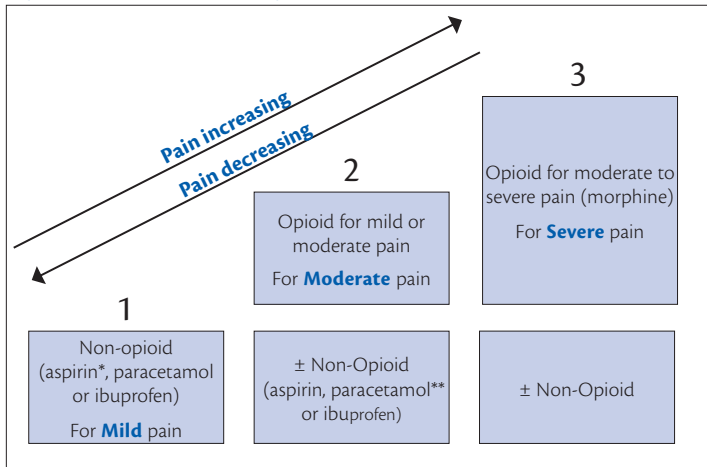 Pain increasing
Pain decreasing
1
Non-opioid
(aspirin*, paracetamol
or ibuprofen)
For Mild pain
2
Opioid for mild or
moderate pain
For Moderate pain
± Non-Opioid
(aspirin, paracetamol**
or ibuprofen)
3
Opioid for moderate to
severe pain (morphine)
For Severe pain
± Non-Opioid